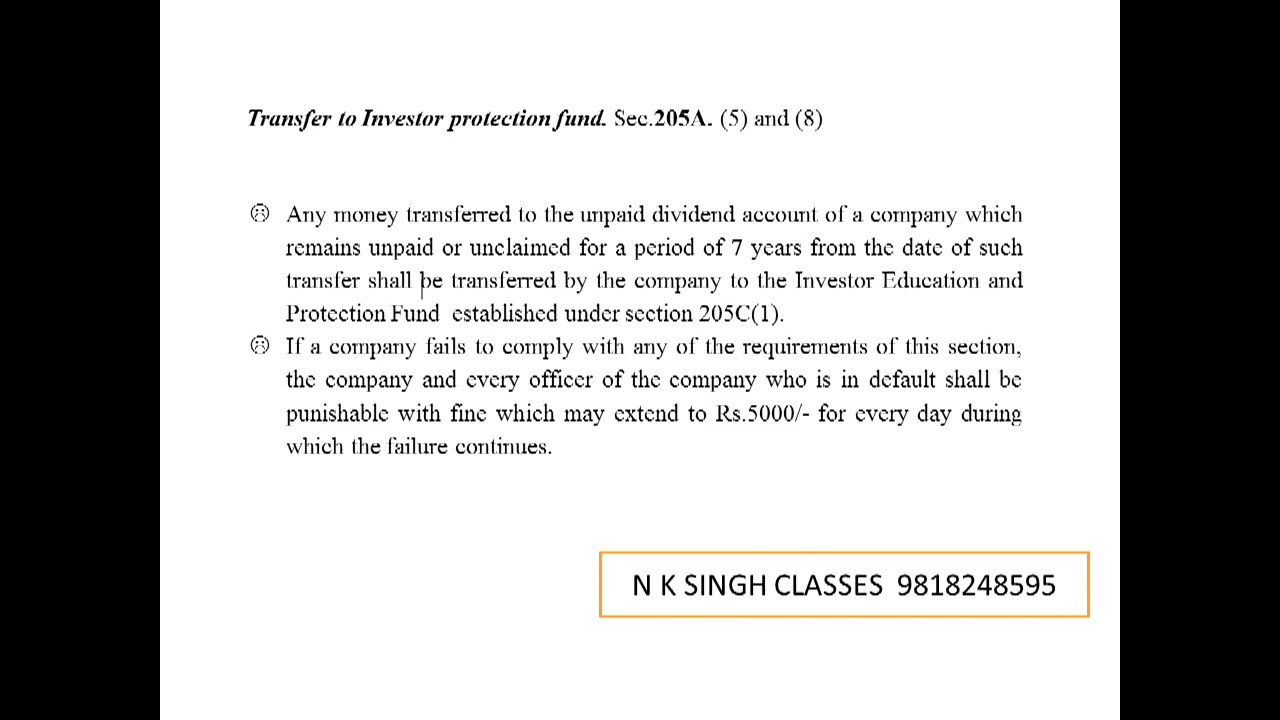 Transfer to Investor protection fund. Sec.205A. (5) and (8)
Any money transferred to the unpaid dividend account of a company which
remains unpaid or unclaimed for a period of 7 years from the date of such
transfer shall be transferred by the company to the Investor Education and
Protection Fund established under section 205C(1).
If a company fails to comply with any of the requirements of this section,
the company and every officer of the company who is in default shall be
punishable with fine which may extend to Rs.5000/- for every day during
which the failure continues.
N K SINGH CLASSES 9818248595